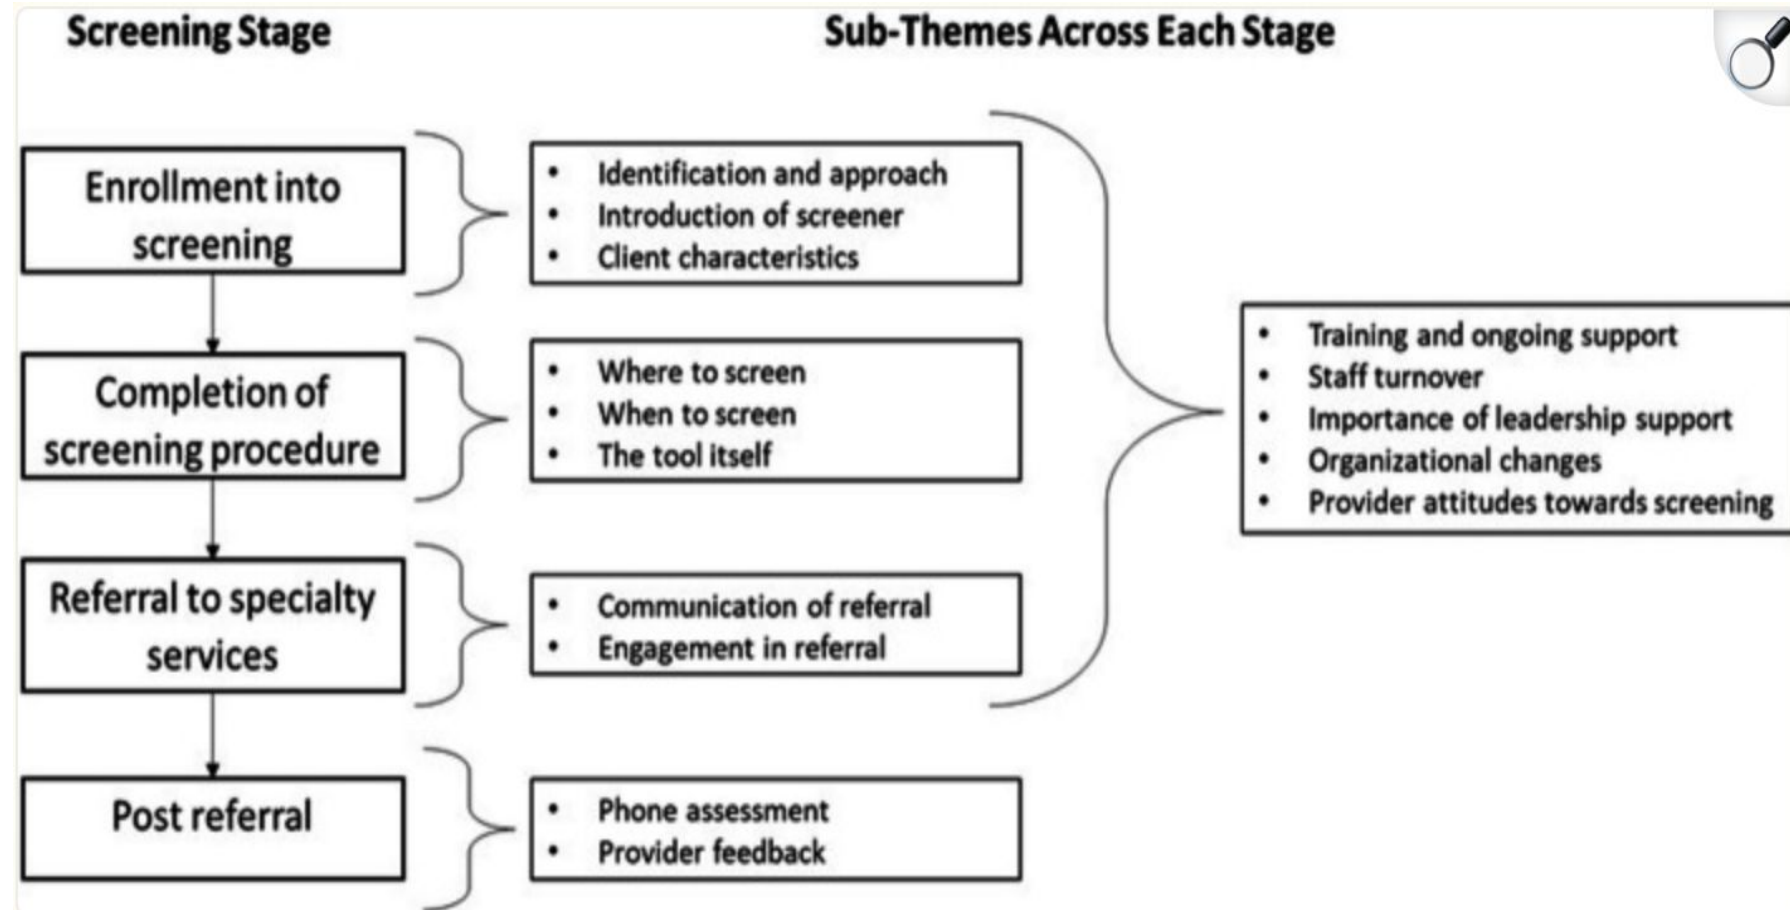 Screening Stage
Sub-Themes Across Each Stage
Enrollment into
screening
• Identification and approach
• Introduction of screener
• Client characteristics
Completion of
screening procedure
• Where to screen
• When to screen
• The tool itself
Referral to specialty
services
• Communication of referral
• Engagement in referral
Post referral
• Phone assessment
• Provider feedback
• Training and ongoing support
• Staff turnover
• Importance of leadership support
• Organizational changes
• Provider attitudes towards screening